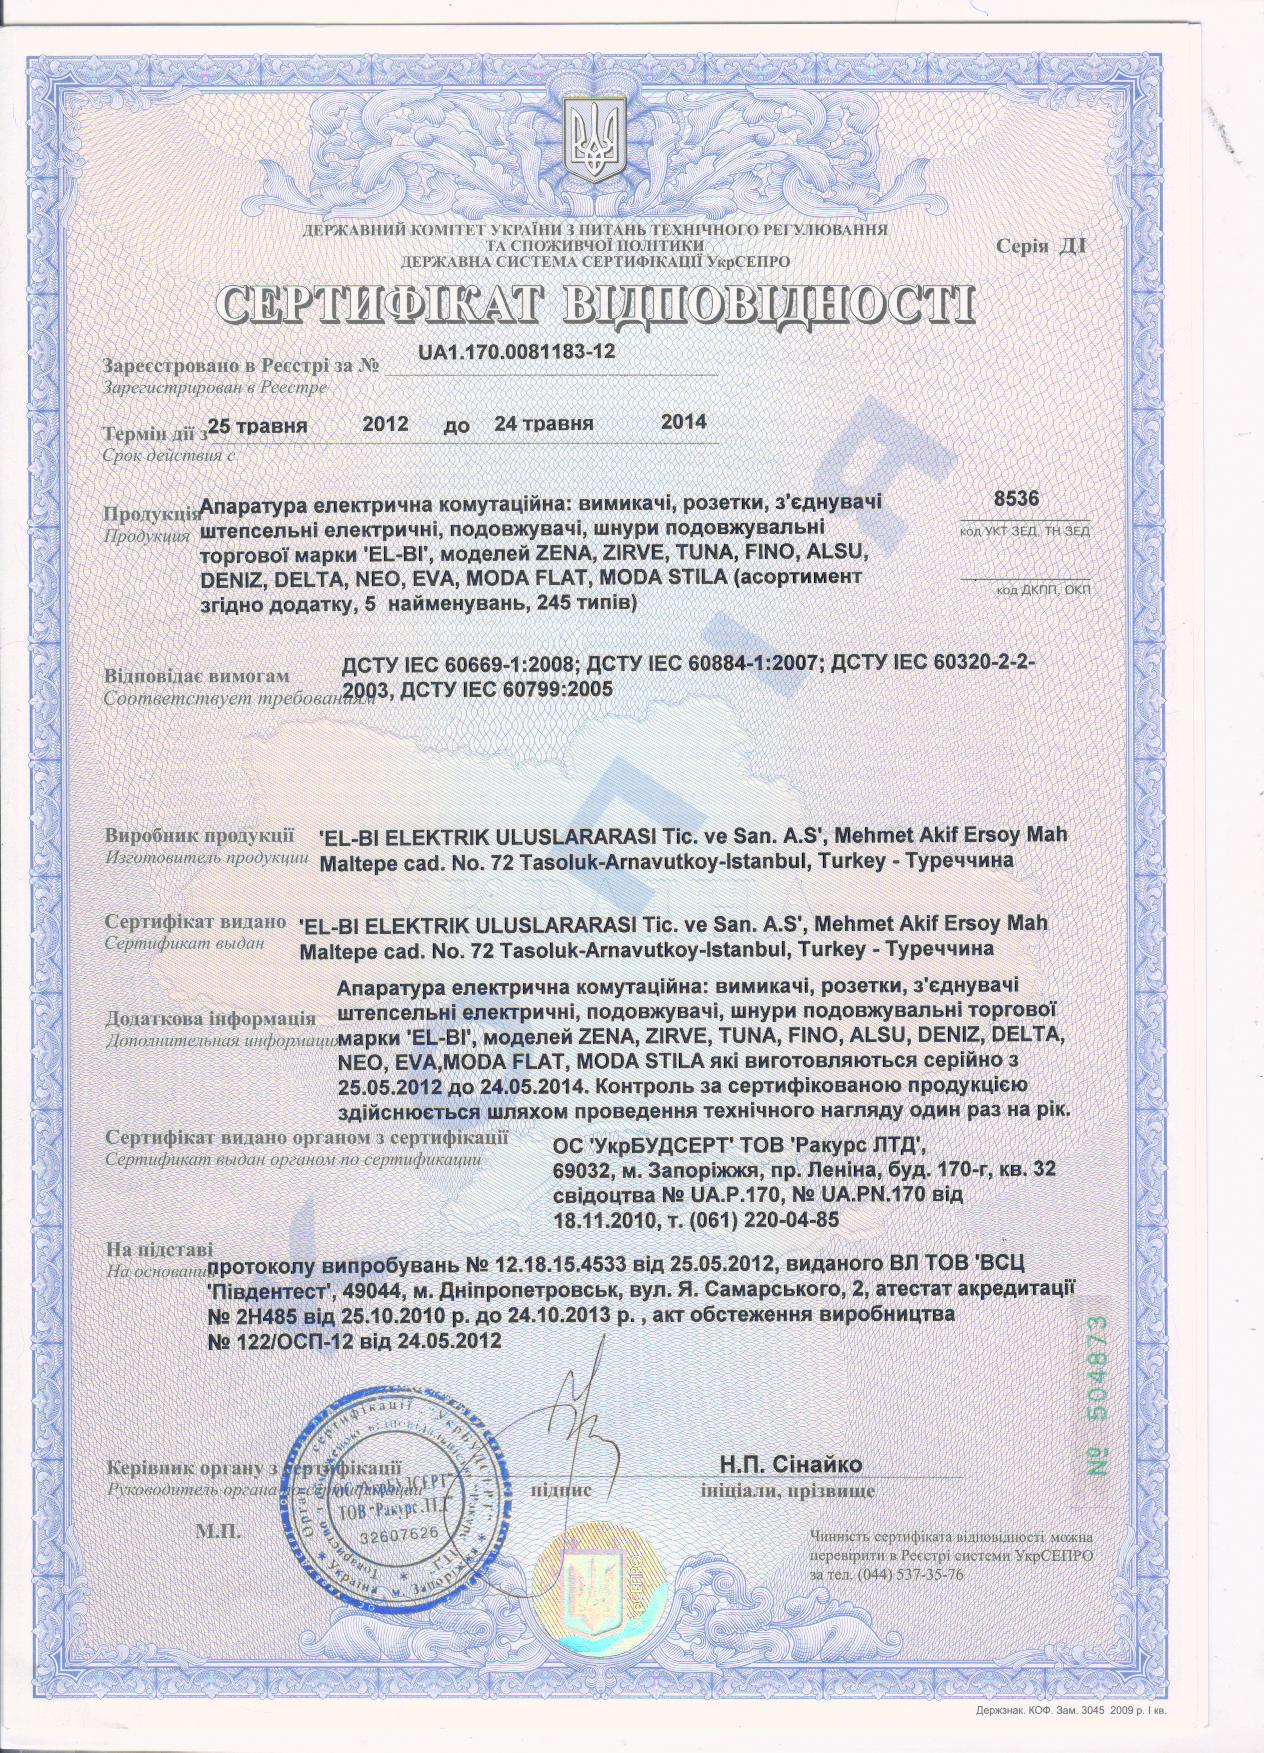 ДЕРЖАВНИЙ КОМІТЕТ УКРАЇНИ З ПИТАНЬ ТЕХНІЧНОГО РЕГУЛЮВАННЯ
ТА СПОЖИВЧОЇ ПОЛІТИКИ
ДЕРЖАВНА СИСТЕМА СЕРТИФІКАЦІЇ УкрСЕПРО
Серія ДІ
СЕРТИФІКАТ ВІДПОВІДНОСТІ
Зареєстровано в Реєстрі за № UA1.170.0081183-12
Зарегистрирован в Реестре
Термін дії з 25 травня 2012 до 24 травня 2014
Срок действия с
Продукція Апаратура електрична комутаційна: вимикачі, розетки, з'єднувачі
Продукция штепсельні електричні, подовжувачі, шнури подовжувальні
торгової марки 'EL-BI', моделей ZENA, ZIRVE, TUNA, FINO, ALSU,
DENIZ, DELTA, NEO, EVA, MODA FLAT, MODA STILA (асортимент
згідно додатку, 5 найменувань, 245 типів)
8536
код УКТ ЗЕД, ТН ЗЕД
код ДКПП, ОКП
Відповідає вимогам ДСТУ IEC 60669-1:2008; ДСТУ IEC 60884-1:2007; ДСТУ IEC 60320-2-2-
Соответствует требованиям 2003, ДСТУ IEC 60799:2005
Виробник продукції 'EL-BI ELEKTRIK ULUSLARARASI Tic. ve San. A.S', Mehmet Akif Ersoy Mah
Изготовитель продукции Maltepe cad. No. 72 Tasoluk-Arnavutkoy-Istanbul, Turkey - Туреччина
Сертифікат видано 'EL-BI ELEKTRIK ULUSLARARASI Tic. ve San. A.S', Mehmet Akif Ersoy Mah
Сертификат выдан Maltepe cad. No. 72 Tasoluk-Arnavutkoy-Istanbul, Turkey - Туреччина
Апаратура електрична комутаційна: вимикачі, розетки, з'єднувачі
Додаткова інформація штепсельні електричні, подовжувачі, шнури подовжувальні торгової
Дополнительная информация марки 'EL-BI', моделей ZENA, ZIRVE, TUNA, FINO, ALSU, DENIZ, DELTA,
NEO, EVA,MODA FLAT, MODA STILA які виготовляються серійно з
25.05.2012 до 24.05.2014. Контроль за сертифікованою продукцією
здійснюється шляхом проведення технічного нагляду один раз на рік.
Сертифікат видано органом з сертифікації ОС 'УкрБУДСЕРТ' ТОВ 'Ракурс ЛТД',
Сертификат выдан органом по сертификации 69032, м. Запоріжжя, пр. Леніна, буд. 170-г, кв. 32
свідоцтва № UA.P.170, № UA.PN.170 від
18.11.2010, т. (061) 220-04-85
На підставі протоколу випробувань № 12.18.15.4533 від 25.05.2012, виданого ВЛ ТОВ 'ВСЦ
На основании 'Південтест', 49044, м. Дніпропетровськ, вул. Я. Самарського, 2, атестат акредитації
№ 2Н485 від 25.10.2010 р. до 24.10.2013 р. , акт обстеження виробництва
№ 122/ОСП-12 від 24.05.2012
№ 504873
Керівник органу з сертифікації
Руководитель органа по сертификации
підпис
Н.П. Сінайко
ініціали, прізвище
М.П.
ОС "УкрБУДСЕРТ"
ТОВ "Ракурс ЛТД"
32607626
Україна м. Запоріжжя
Чинність сертифіката відповідності можна
перевірити в Реєстрі системи УкрСЕПРО
за тел. (044) 537-35-76
КОПІЯ
Держзнак. КОФ. Зам. 3045 2009 р. I кв.